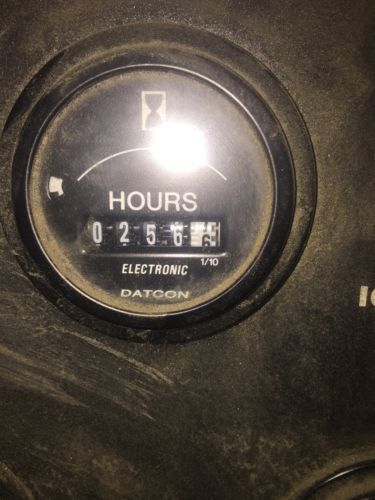 HOURS
0256
1/10
ELECTRONIC
DATCON